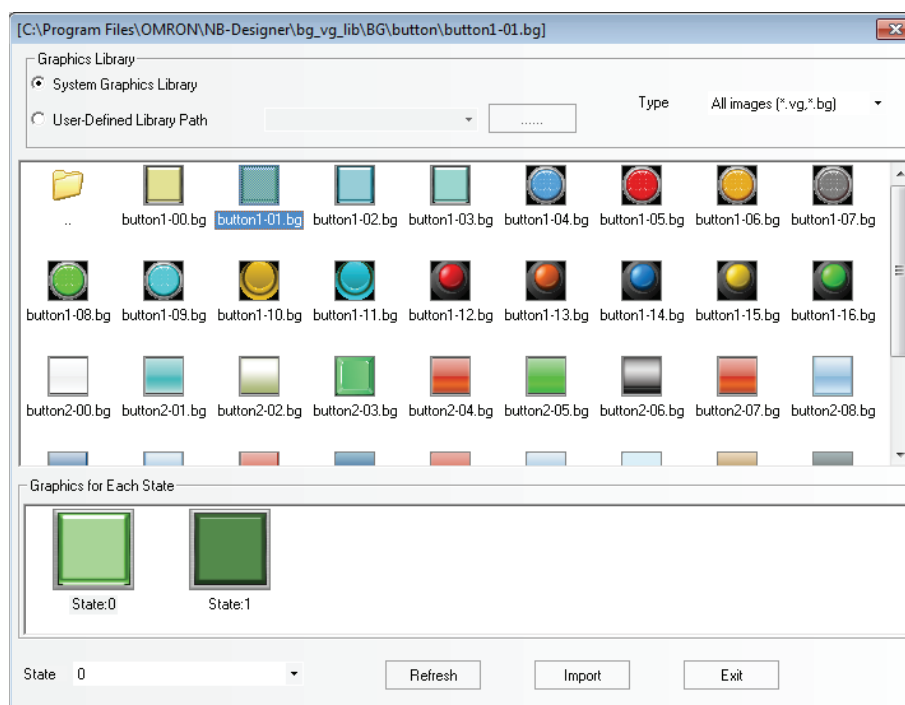 [C:\Program Files\OMRON\NB-Designer\bg_vg_lib\BG\button\button1-01.bg]
Graphics Library
System Graphics Library
User-Defined Library Path
......
Type
All images (*.vg,*.bg)
..
button1-00.bg button1-01.bg button1-02.bg button1-03.bg button1-04.bg button1-05.bg button1-06.bg button1-07.bg
button1-08.bg button1-09.bg button1-10.bg button1-11.bg button1-12.bg button1-13.bg button1-14.bg button1-15.bg button1-16.bg
button2-00.bg button2-01.bg button2-02.bg button2-03.bg button2-04.bg button2-05.bg button2-06.bg button2-07.bg button2-08.bg
Graphics for Each State
State:0 State:1
State 0 Refresh Import Exit